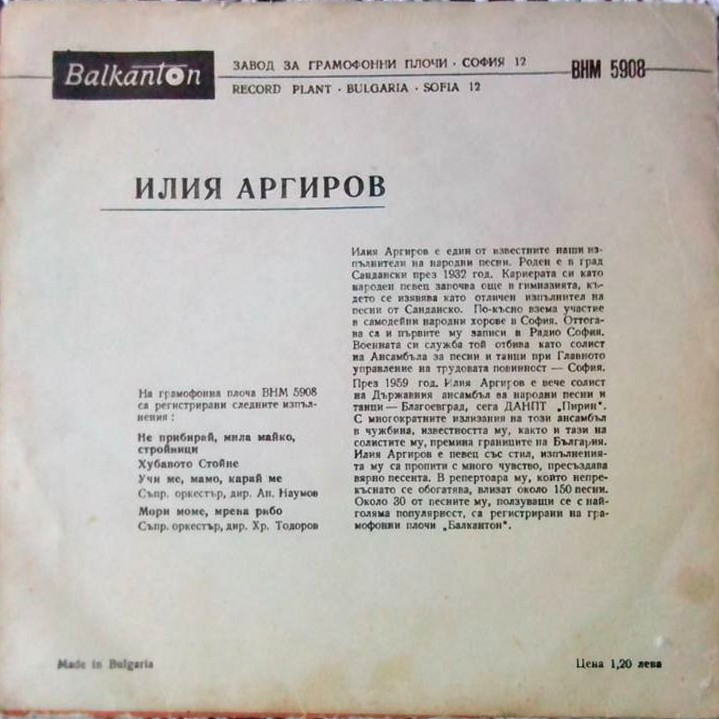 Balkanton
ЗАВОД ЗА ГРАМОФОННИ ПЛОЧИ · СОФИЯ 12
ВНМ 5908
RECORD PLANT · BULGARIA · SOFIA 12
ИЛИЯ АРГИРОВ
Илия Аргиров е един от известните наши из-
пълнители на народни песни. Роден е в град
Сандански през 1932 год. Кариерата си като
народен певец започва още в гимназията, къ-
дето се изявява като отличен изпълнител на
песни от Санданско. По-късно взема участие
в самодейни народни хорове в София. Оттога-
ва са и първите му записи в Радио София.
Военната си служба той отбива като солист
на Ансамбъла за песни и танци при Главното
управление на трудовата повинност — София.
През 1959 год. Илия Аргиров е вече солист
на Държавния ансамбъл за народни песни и
танци — Благоевград, сега ДАНПТ „Пирин“.
С многократните излизания на този ансамбъл
в чужбина, известността му, както и тази на
солистите му, премина границите на България.
Илия Аргиров е певец със стил, изпълненията
та му са пропити с много чувство, пресъздава
вярно песента. В репертоара му, който непре-
къснато се обогатява, влизат около 150 песни.
Около 30 от песните му, ползуващи се с най-
голяма популярност, са регистрирани на гра-
мофонни плочи „Балкантон“.
На грамофонна плоча ВНМ 5908
са регистрирани следните изпъл-
нения :
Не прибирай, мила майко,
стройници
Хубавото Стойне
Учи ме, мамо, карай ме
Съпр. оркестър, дир. Ан. Наумов
Мори моме, мрена рибо
Съпр. оркестър, дир. Хр. Тодоров
Made in Bulgaria
Цена 1,20 лева